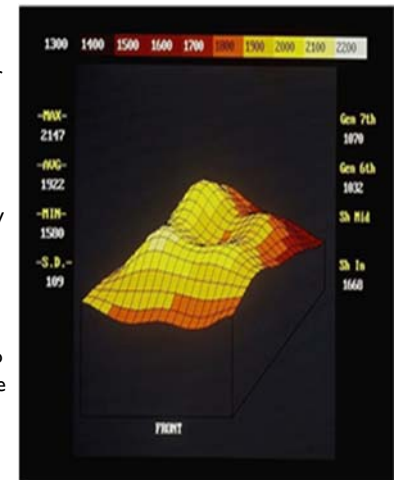 1300 1400 1500 1600 1700 1800 1900 2000 2100 2200
-MAX-
2147
-AVG-
1922
-MIN-
1580
-S.D.-
109
Gen 7th
1070
Gen 6th
1032
Sh Mid
Sh In
1660
FRONT